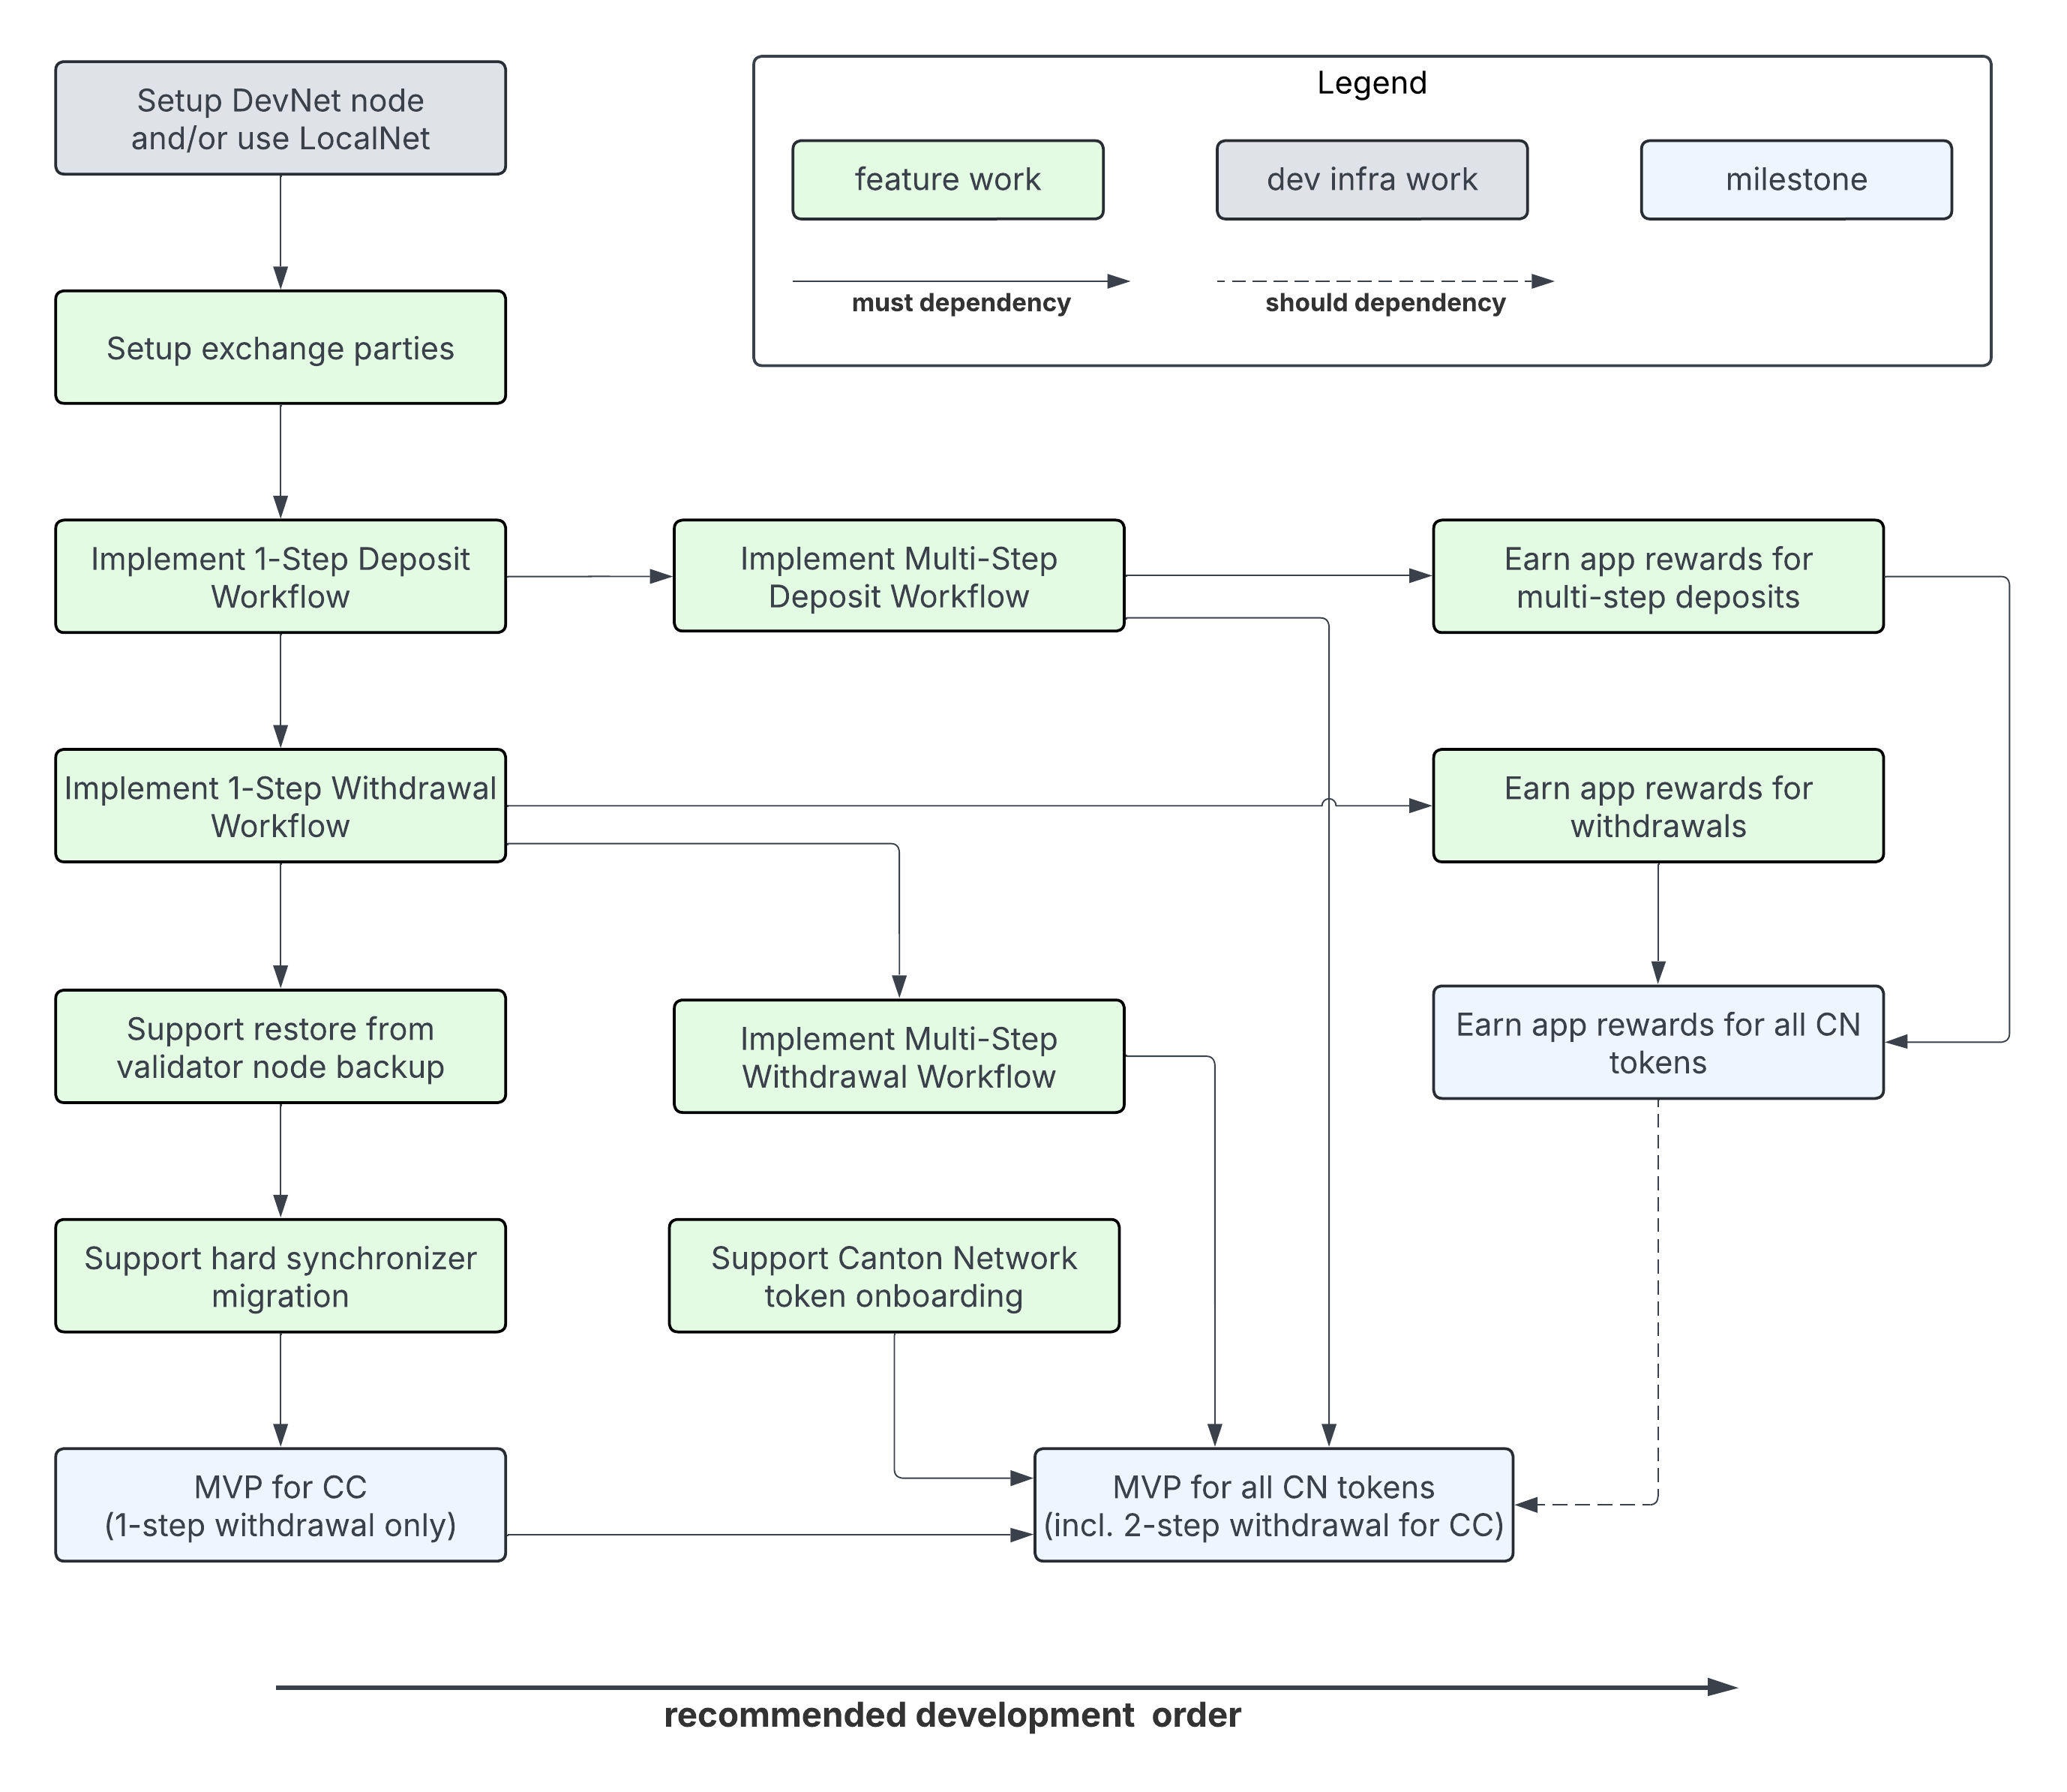 Setup DevNet node
and/or use LocalNet
Legend
feature work
dev infra work
milestone
must dependency
should dependency
Setup exchange parties
Implement 1-Step Deposit
Workflow
Implement Multi-Step
Deposit Workflow
Earn app rewards for
multi-step deposits
Implement 1-Step Withdrawal
Workflow
Earn app rewards for
withdrawals
Support restore from
validator node backup
Implement Multi-Step
Withdrawal Workflow
Earn app rewards for all CN
tokens
Support hard synchronizer
migration
Support Canton Network
token onboarding
MVP for CC
(1-step withdrawal only)
MVP for all CN tokens
(incl. 2-step withdrawal for CC)
recommended development  order